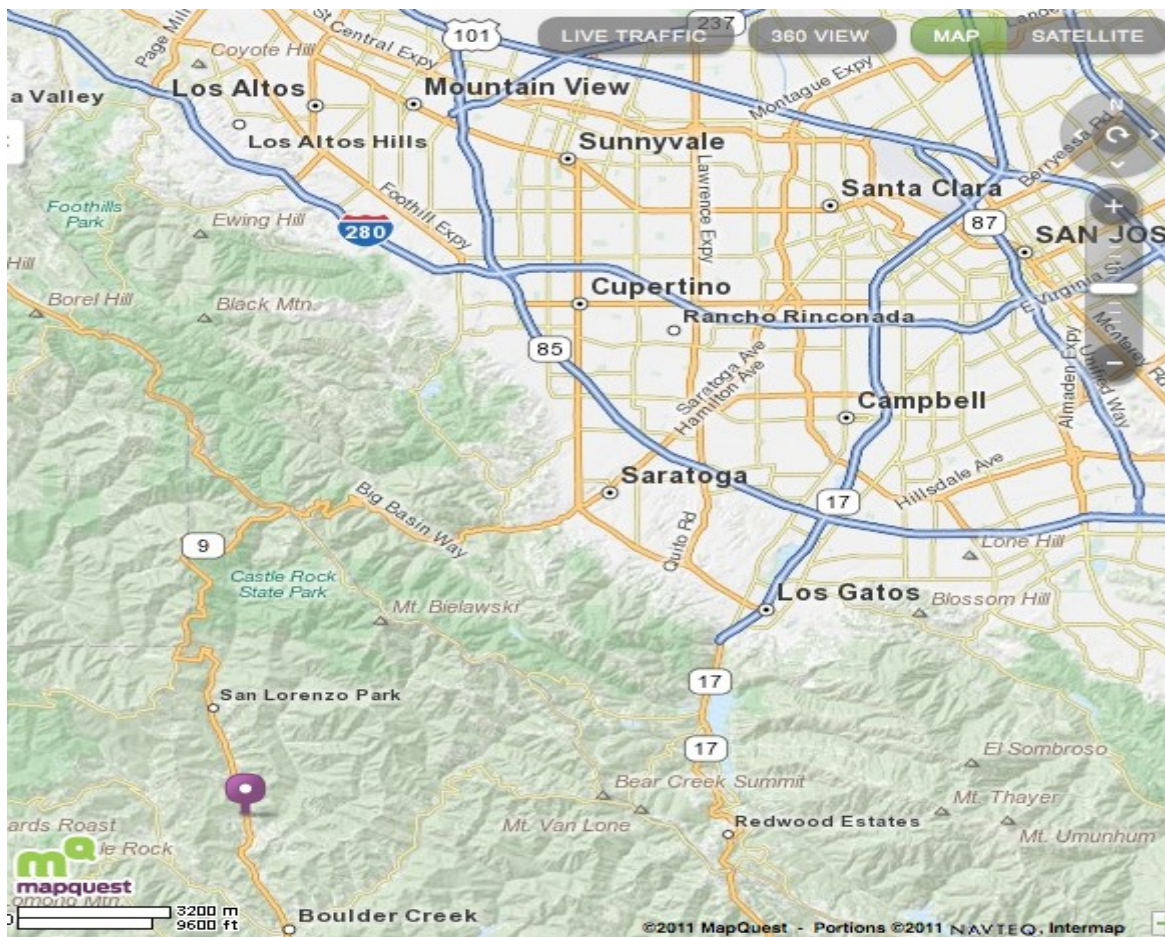 101
237
LIVE TRAFFIC
360 VIEW
MAP
SATELLITE
Page Mill
St Central Expy
Coyote Hill
Montague Expy
a Valley
Los Altos
Mountain View
N
Los Altos Hills
Sunnyvale
Berryessa Rd
Lawrence Expy
Santa Clara
Foothills
Park
Ewing Hill
Foothill Expy
280
87
SAN JOS
Hill
Borel Hill
Black Mtn.
Cupertino
Rancho Rinconada
E Virginia
Monterey Rd
85
Saratoga Ave
Hamilton Ave
Almaden Expy
Unified Way
Campbell
Saratoga
Big Basin Way
17
Hillsdale Ave
Quito Rd
9
Lone Hill
Castle Rock
State Park
Mt. Bielawski
Los Gatos
Blossom Hill
San Lorenzo Park
17
17
El Sombroso
Bear Creek Summit
Mt. Thayer
Mt. Van Lone
Redwood Estates
Mt. Umunhum
ards Roast
le Rock
mq
mapquest
omono Mtn.
0
3200 m
9600 ft
Boulder Creek
©2011 MapQuest - Portions ©2011 NAVTEQ, Intermap